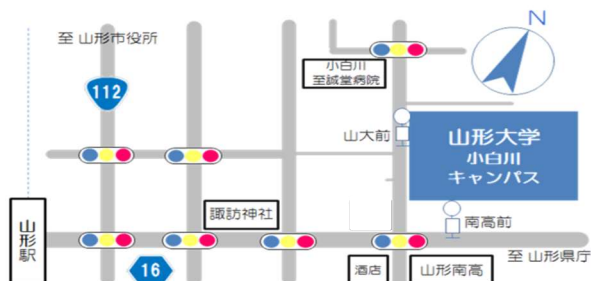 至 山形市役所
N
小白川
至誠堂病院
112
山大前
山形大学
小白川
キャンパス
諏訪神社
南高前
山形駅
至 山形県庁
16
酒店
山形南高